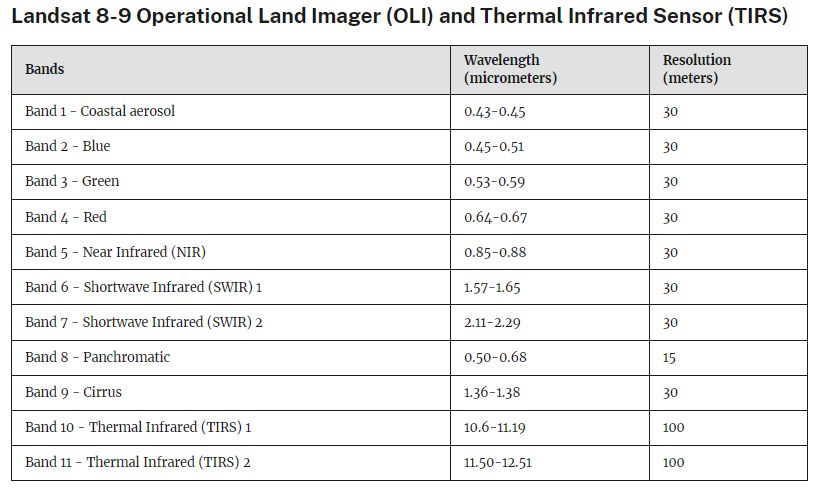 Landsat 8-9 Operational Land Imager (OLI) and Thermal Infrared Sensor (TIRS)
Bands Wavelength (micrometers) Resolution (meters)
Band 1 - Coastal aerosol 0.43-0.45 30
Band 2 - Blue 0.45-0.51 30
Band 3 - Green 0.53-0.59 30
Band 4 - Red 0.64-0.67 30
Band 5 - Near Infrared (NIR) 0.85-0.88 30
Band 6 - Shortwave Infrared (SWIR) 1 1.57-1.65 30
Band 7 - Shortwave Infrared (SWIR) 2 2.11-2.29 30
Band 8 - Panchromatic 0.50-0.68 15
Band 9 - Cirrus 1.36-1.38 30
Band 10 - Thermal Infrared (TIRS) 1 10.6-11.19 100
Band 11 - Thermal Infrared (TIRS) 2 11.50-12.51 100